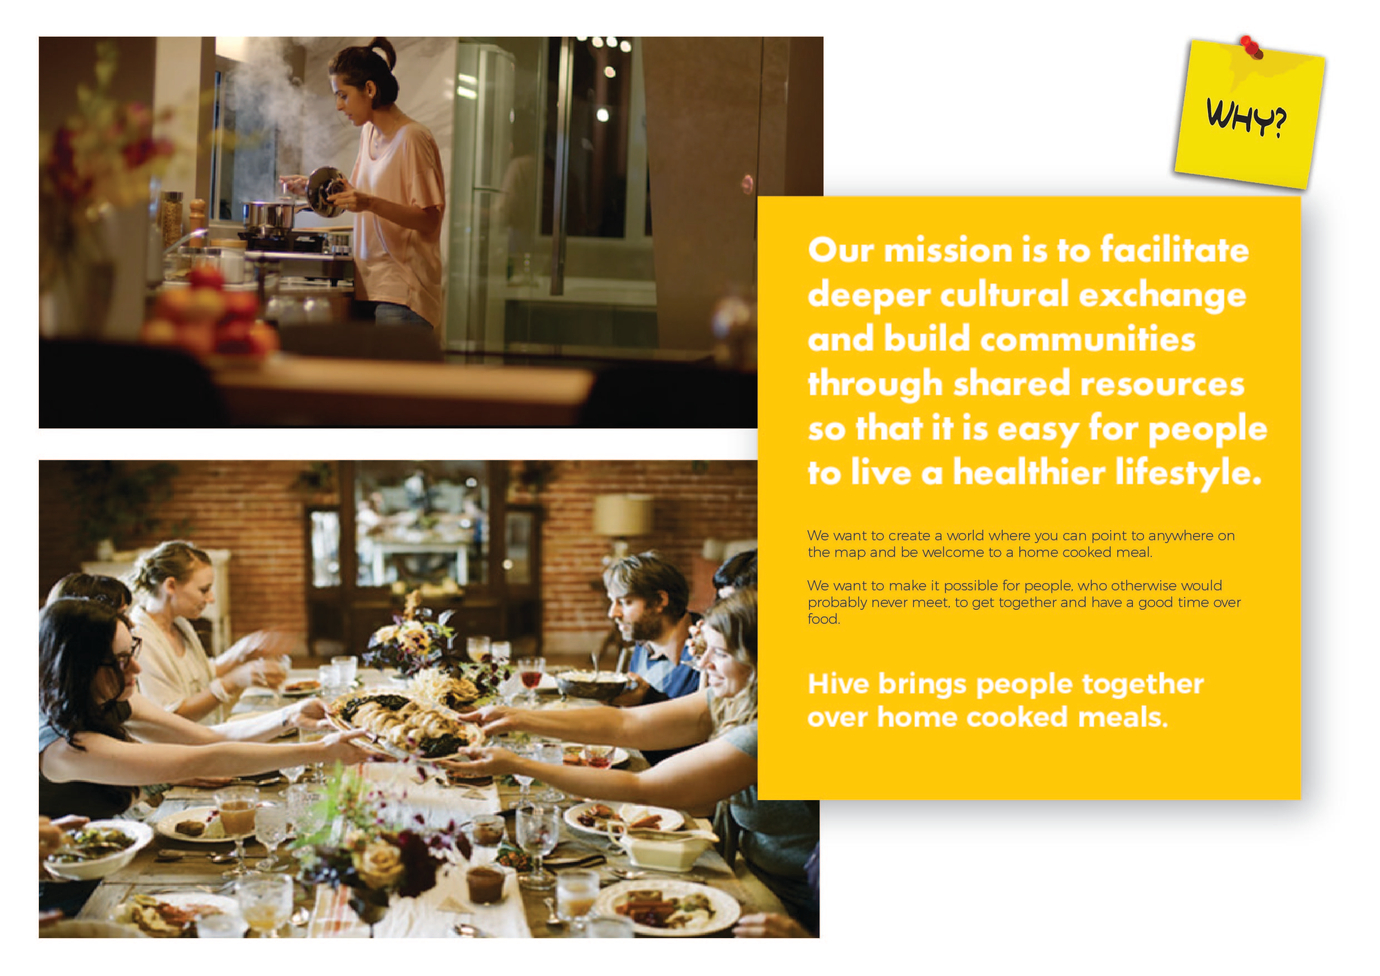 WHY?
Our mission is to facilitate
deeper cultural exchange
and build communities
through shared resources
so that it is easy for people
to live a healthier lifestyle.
We want to create a world where you can point to anywhere on
the map and be welcome to a home cooked meal.
We want to make it possible for people, who otherwise would
probably never meet, to get together and have a good time over
food.
Hive brings people together
over home cooked meals.